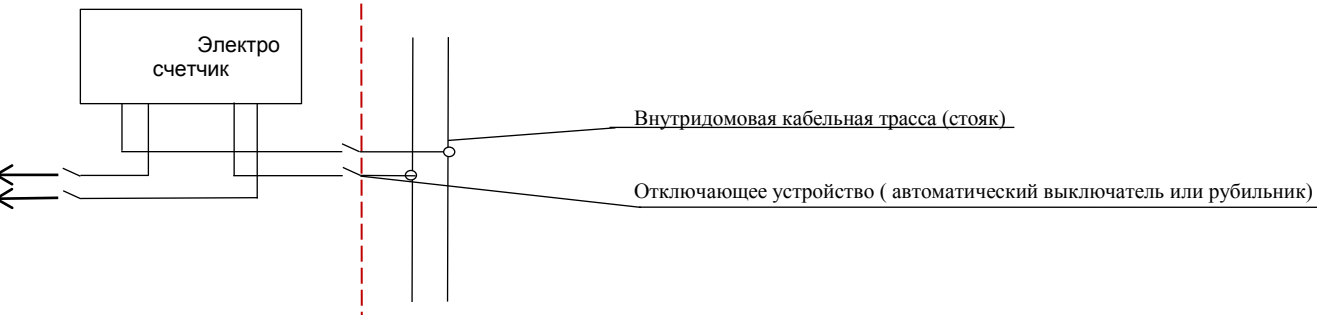 Электро
счетчик
Внутридомовая кабельная трасса (стояк)
Отключающее устройство ( автоматический выключатель или рубильник)